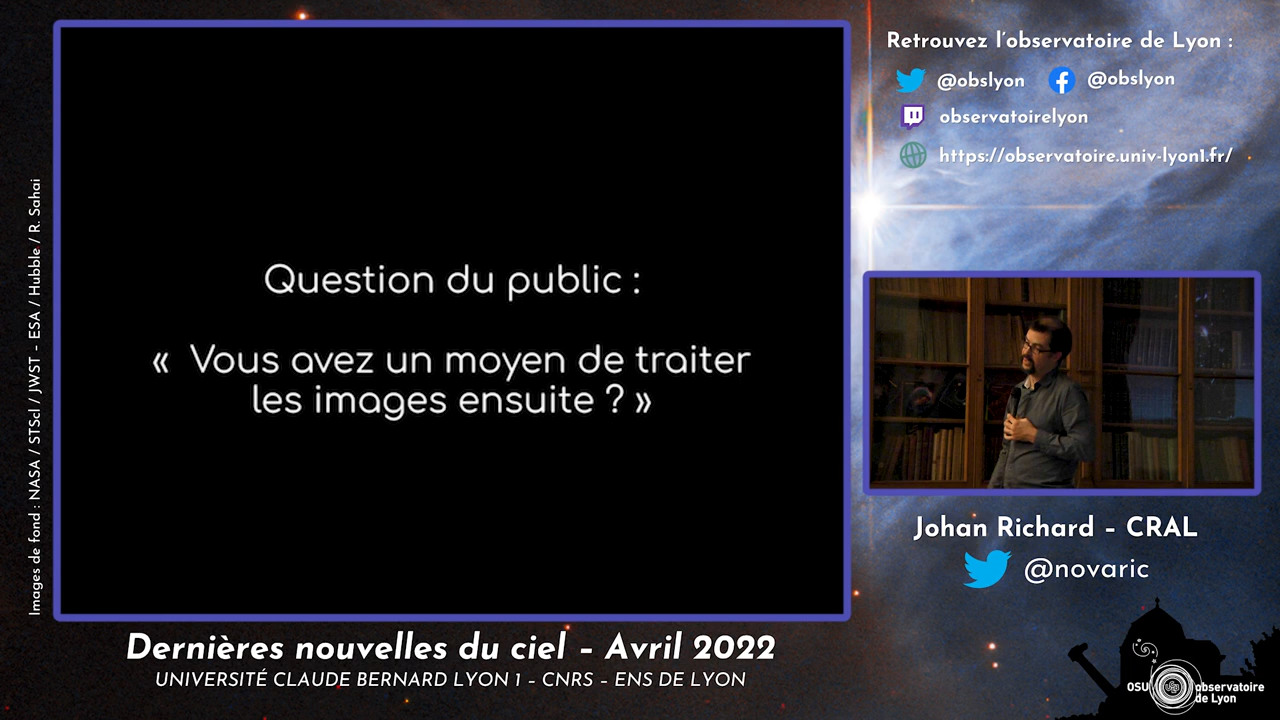 Retrouvez l'observatoire de Lyon :
@obslyon @obslyon
observatoirelyon
https://observatoire.univ-lyon1.fr/
Question du public :
« Vous avez un moyen de traiter
les images ensuite ? »
Images de fond : NASA / STScI / JWST - ESA / Hubble / R. Sahai
Johan Richard – CRAL
@novaric
Dernières nouvelles du ciel – Avril 2022
UNIVERSITÉ CLAUDE BERNARD LYON 1 - CNRS - ENS DE LYON
OSUL observatoire
de Lyon